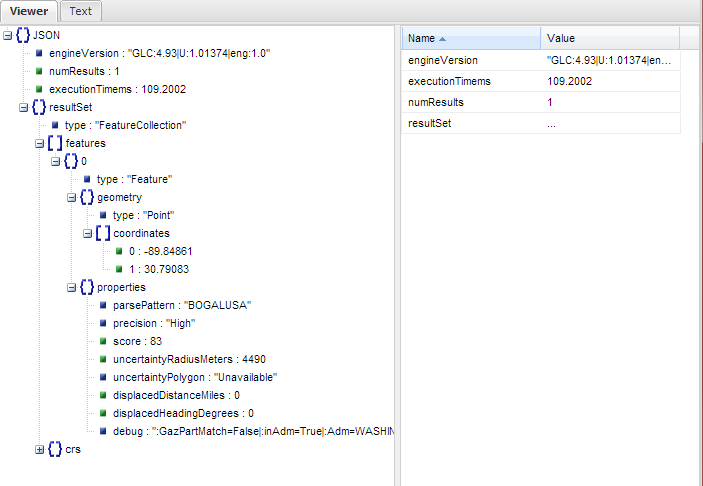 Viewer Text
JSON
engineVersion : "GLC:4.93|U:1.01374|eng:1.0"
numResults : 1
executionTimems : 109.2002
resultSet
type : "FeatureCollection"
features
0
type : "Feature"
geometry
type : "Point"
coordinates
0 : -89.84861
1 : 30.79083
properties
parsePattern : "BOGALUSA"
precision : "High"
score : 83
uncertaintyRadiusMeters : 4490
uncertaintyPolygon : "Unavailable"
displacedDistanceMiles : 0
displacedHeadingDegrees : 0
debug : ":GazPartMatch=False|:inAdm=True|:Adm=WASHIN
crs
Name Value
engineVersion "GLC:4.93|U:1.01374|en...
executionTimems 109.2002
numResults 1
resultSet ...